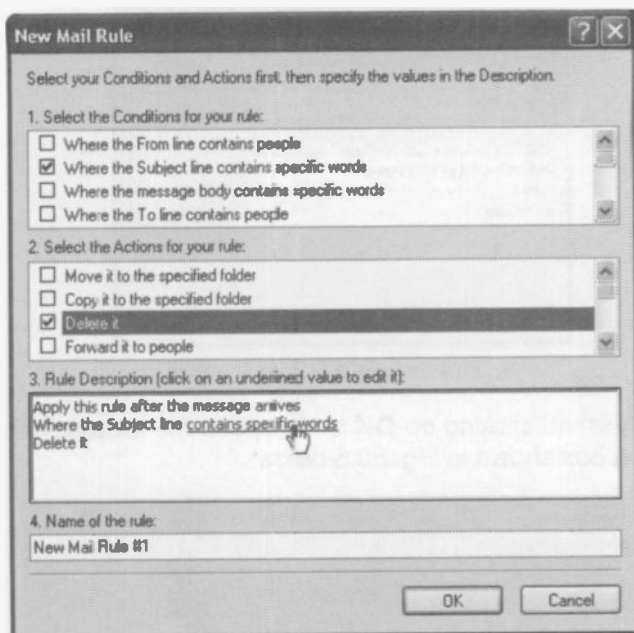 New Mail Rule
Select your Conditions and Actions first, then specify the values in the Description.
1. Select the Conditions for your rule:
Where the From line contains people
Where the Subject line contains specific words
Where the message body contains specific words
Where the To line contains people
2. Select the Actions for your rule:
Move it to the specified folder
Copy it to the specified folder
Delete it
Forward it to people
3. Rule Description (click on an underlined value to edit it):
Apply this rule after the message arrives
Where the Subject line contains specific words
Delete it
4. Name of the rule:
New Mail Rule #1
OK
Cancel